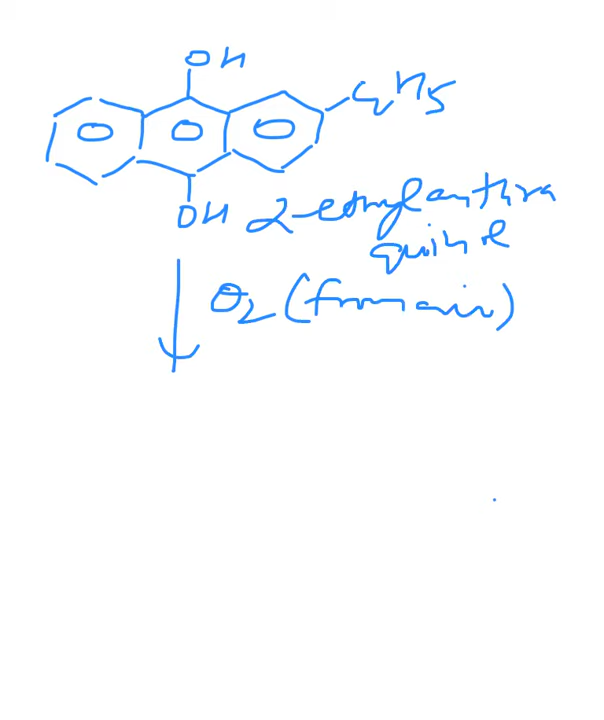 OH
C2H5
OH 2-ethylanthra
quinol
O2 (from air)